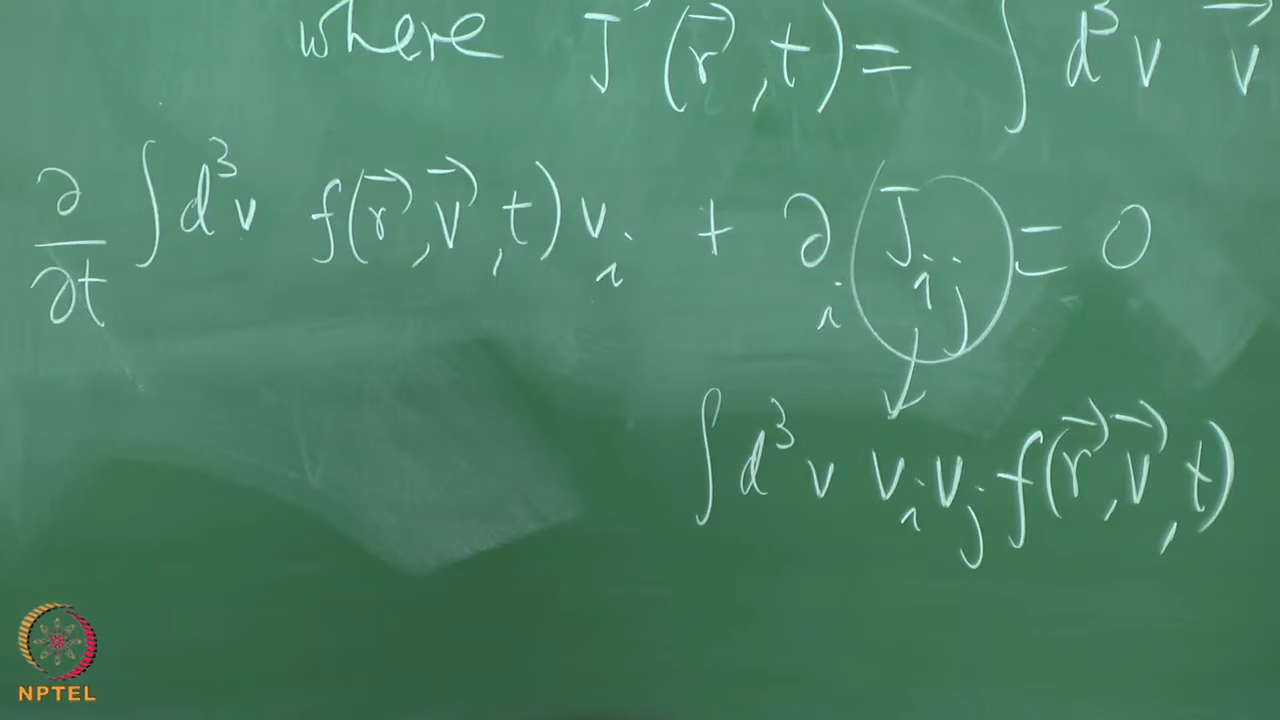 where J⃗(r⃗,t) = ∫ d³v v⃗
∂/∂t ∫ d³v f(r⃗,v⃗,t) vᵢ + ∂ᵢ Jᵢⱼ = 0
∫ d³v vᵢvⱼ f(r⃗,v⃗,t)
NPTEL